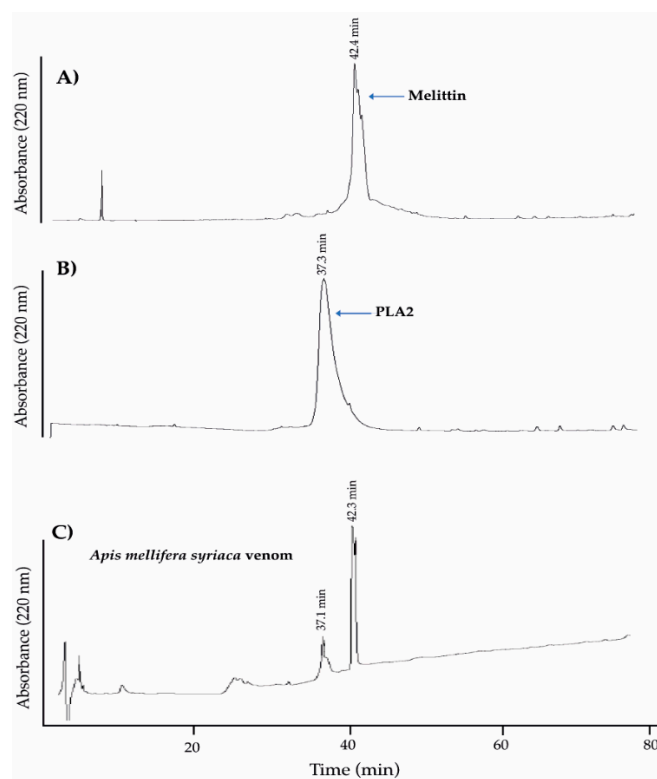 A)
Absorbance (220 nm)
42.4 min
Melittin
B)
Absorbance (220 nm)
37.3 min
PLA2
C)
Absorbance (220 nm)
Apis mellifera syriaca venom
37.1 min
42.3 min
20 40 60 80
Time (min)